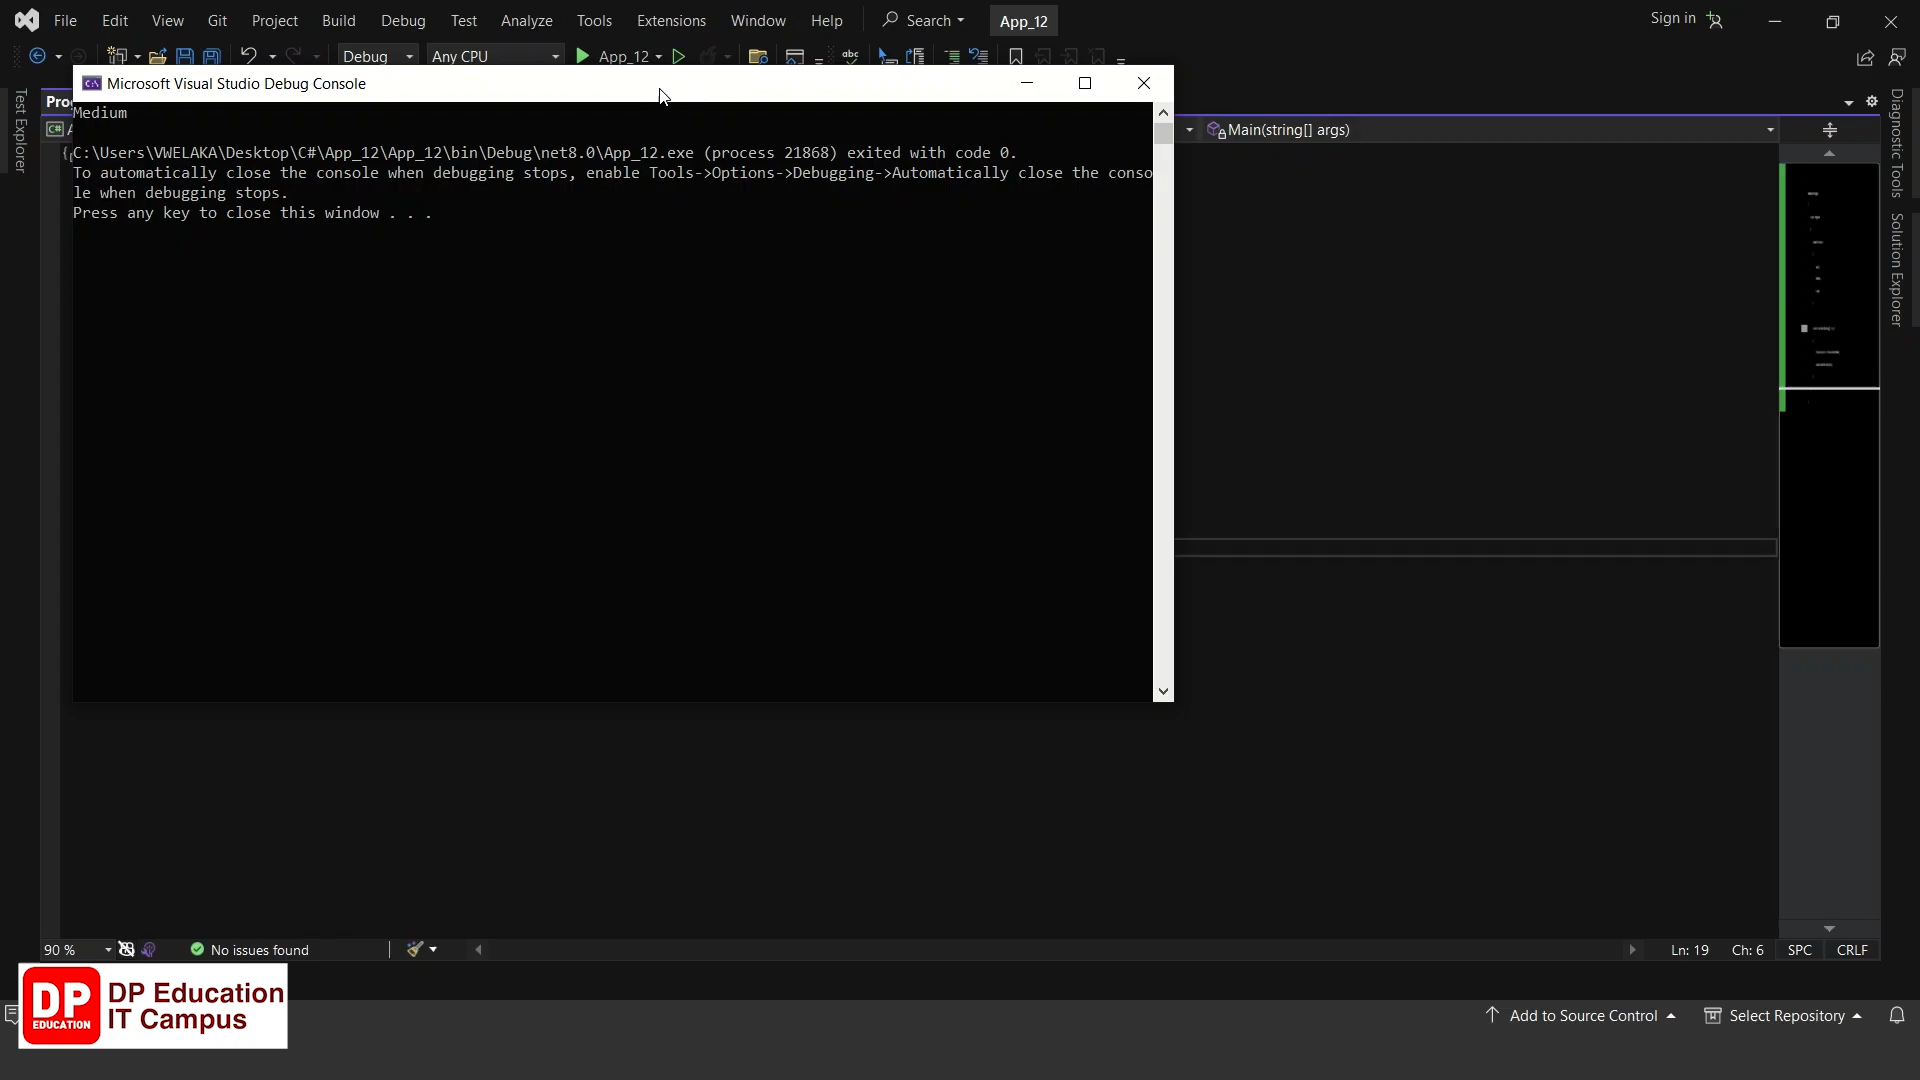 File Edit View Git Project Build Debug Test Analyze Tools Extensions Window Help Search App_12 Sign in
Debug Any CPU App_12
Microsoft Visual Studio Debug Console
Medium
C:\Users\VWELAKA\Desktop\C#\App_12\App_12\bin\Debug\net8.0\App_12.exe (process 21868) exited with code 0.
To automatically close the console when debugging stops, enable Tools->Options->Debugging->Automatically close the conso
le when debugging stops.
Press any key to close this window . . .
Main(string[] args)
Test Explorer
Diagnostic Tools
Solution Explorer
90 % No issues found Ln: 19 Ch: 6 SPC CRLF
DP EDUCATION
DP Education
IT Campus
Add to Source Control Select Repository